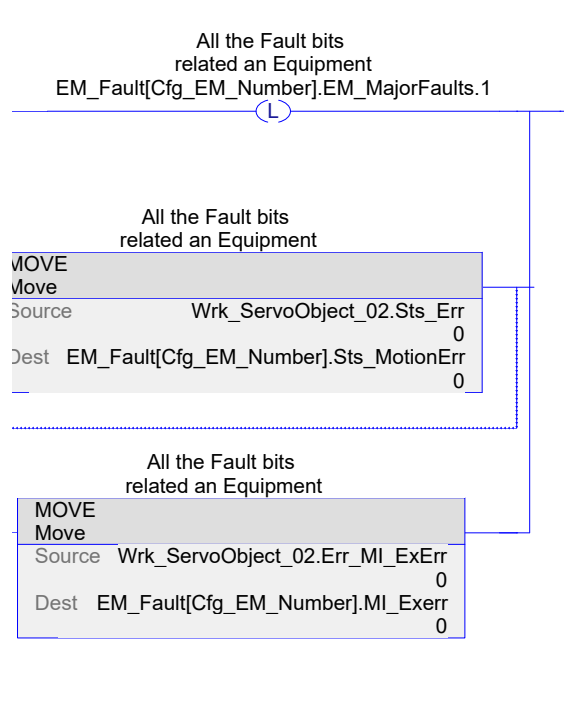 All the Fault bits
related an Equipment
EM_Fault[Cfg_EM_Number].EM_MajorFaults.1
L
All the Fault bits
related an Equipment
MOVE
Move
Source Wrk_ServoObject_02.Sts_Err
0
Dest EM_Fault[Cfg_EM_Number].Sts_MotionErr
0
All the Fault bits
related an Equipment
MOVE
Move
Source Wrk_ServoObject_02.Err_MI_ExErr
0
Dest EM_Fault[Cfg_EM_Number].MI_Exerr
0